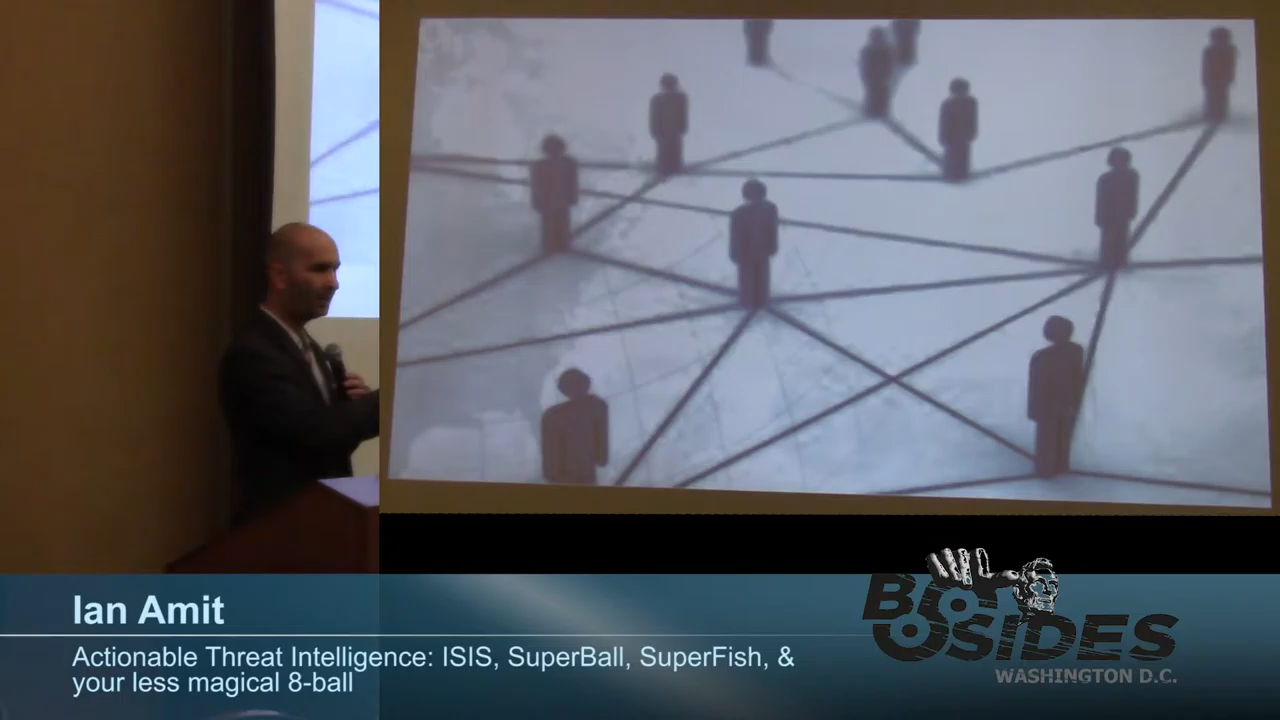 Ian Amit
Actionable Threat Intelligence: ISIS, SuperBall, SuperFish, &
your less magical 8-ball
BSIDES
WASHINGTON D.C.